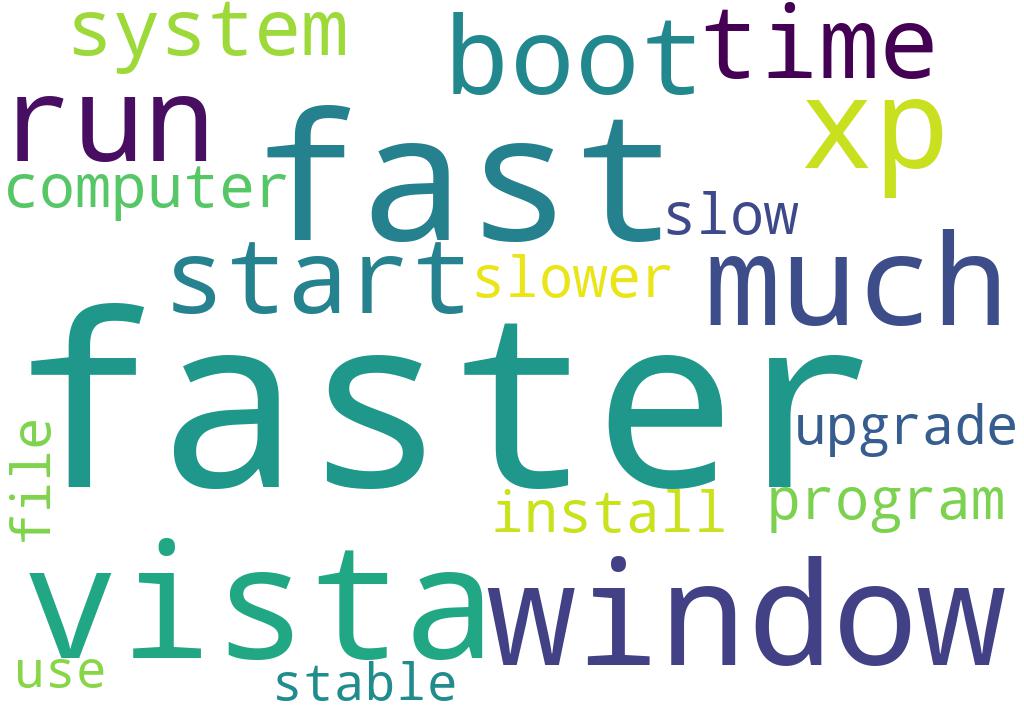 system
boot
time
run
fast
xp
computer
slow
start
slower
much
faster
upgrade
file
install
program
vista
window
use
stable